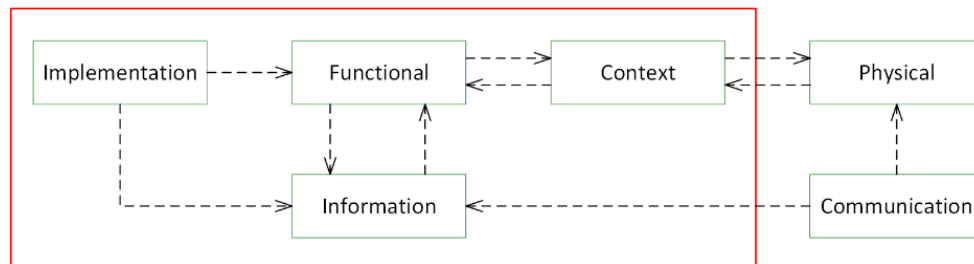 Implementation
Functional
Context
Physical
Information
Communication